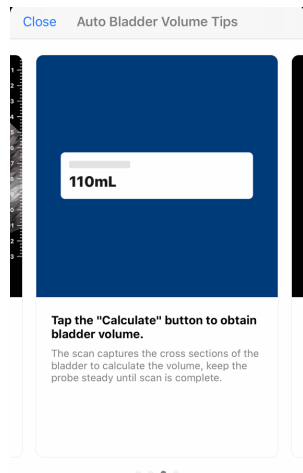 Close Auto Bladder Volume Tips
110mL
Tap the "Calculate" button to obtain
bladder volume.
The scan captures the cross sections of the
bladder to calculate the volume, keep the
probe steady until scan is complete.